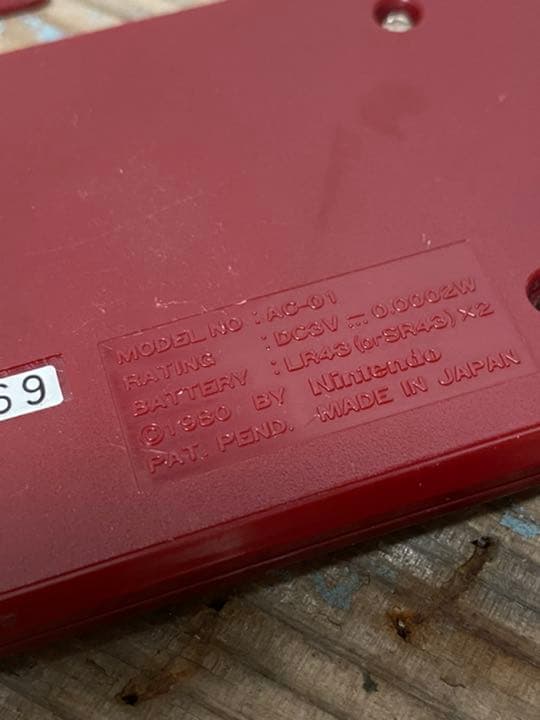 MODEL NO : AC-01
RATING : DC3V ⎓ 0.0002W
BATTERY : LR43 (or SR43) ×2
©1980 BY Nintendo
PAT. PEND. MADE IN JAPAN
69